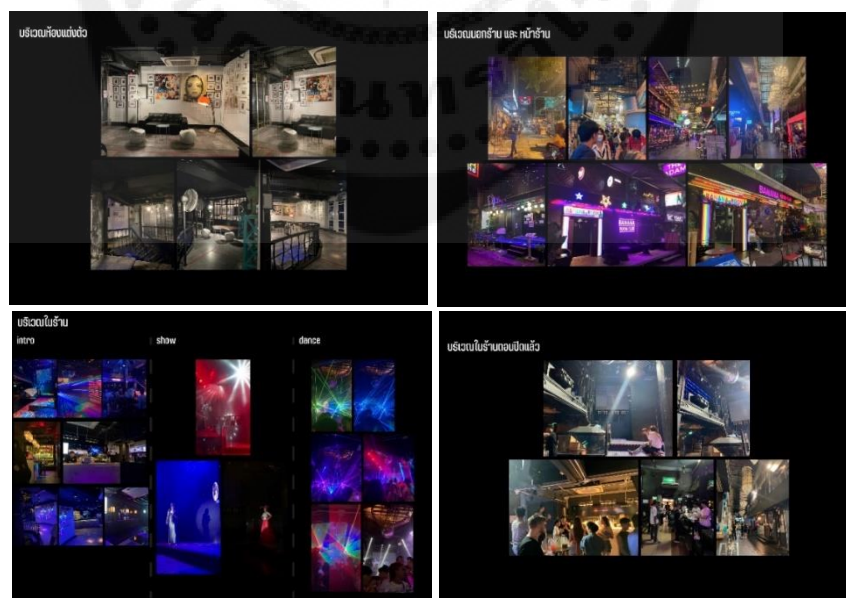 บริเวณห้องแต่งตัว
บริเวณนอกร้าน และ หน้าร้าน
บริเวณในร้าน
intro
show
dance
บริเวณในร้านตอนปิดแล้ว